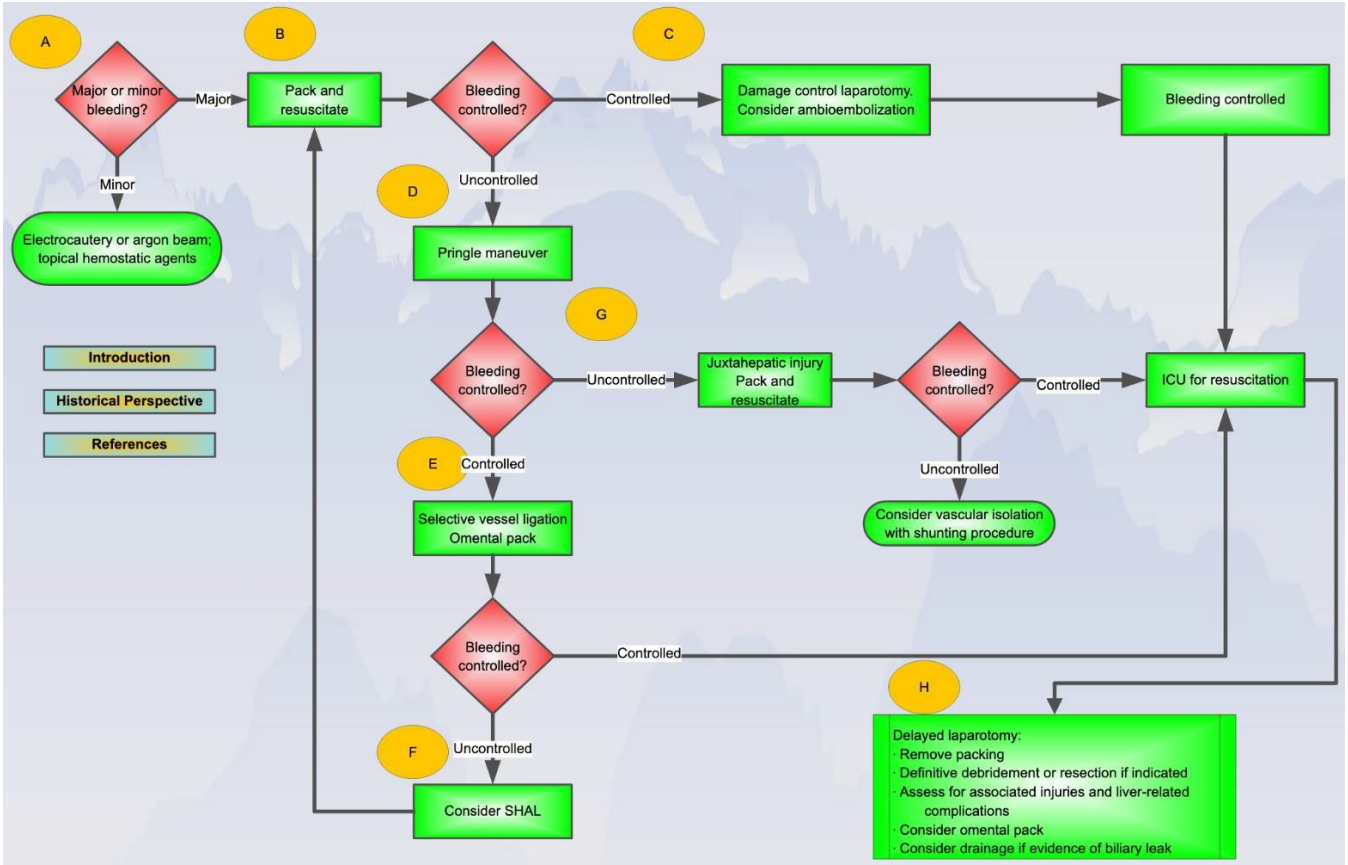 A
B
C
Major or minor
bleeding?
Major
Pack and
resuscitate
Bleeding
controlled?
Controlled
Damage control laparotomy.
Consider ambioembolization
Bleeding controlled
Minor
Electrocautery or argon beam;
topical hemostatic agents
Uncontrolled
D
Pringle maneuver
G
Introduction
Historical Perspective
References
Bleeding
controlled?
Uncontrolled
Juxtahepatic injury
Pack and
resuscitate
Bleeding
controlled?
Controlled
ICU for resuscitation
E
Controlled
Uncontrolled
Selective vessel ligation
Omental pack
Consider vascular isolation
with shunting procedure
Bleeding
controlled?
Controlled
F
Uncontrolled
Consider SHAL
H
Delayed laparotomy:
· Remove packing
· Definitive debridement or resection if indicated
· Assess for associated injuries and liver-related
complications
· Consider omental pack
· Consider drainage if evidence of biliary leak